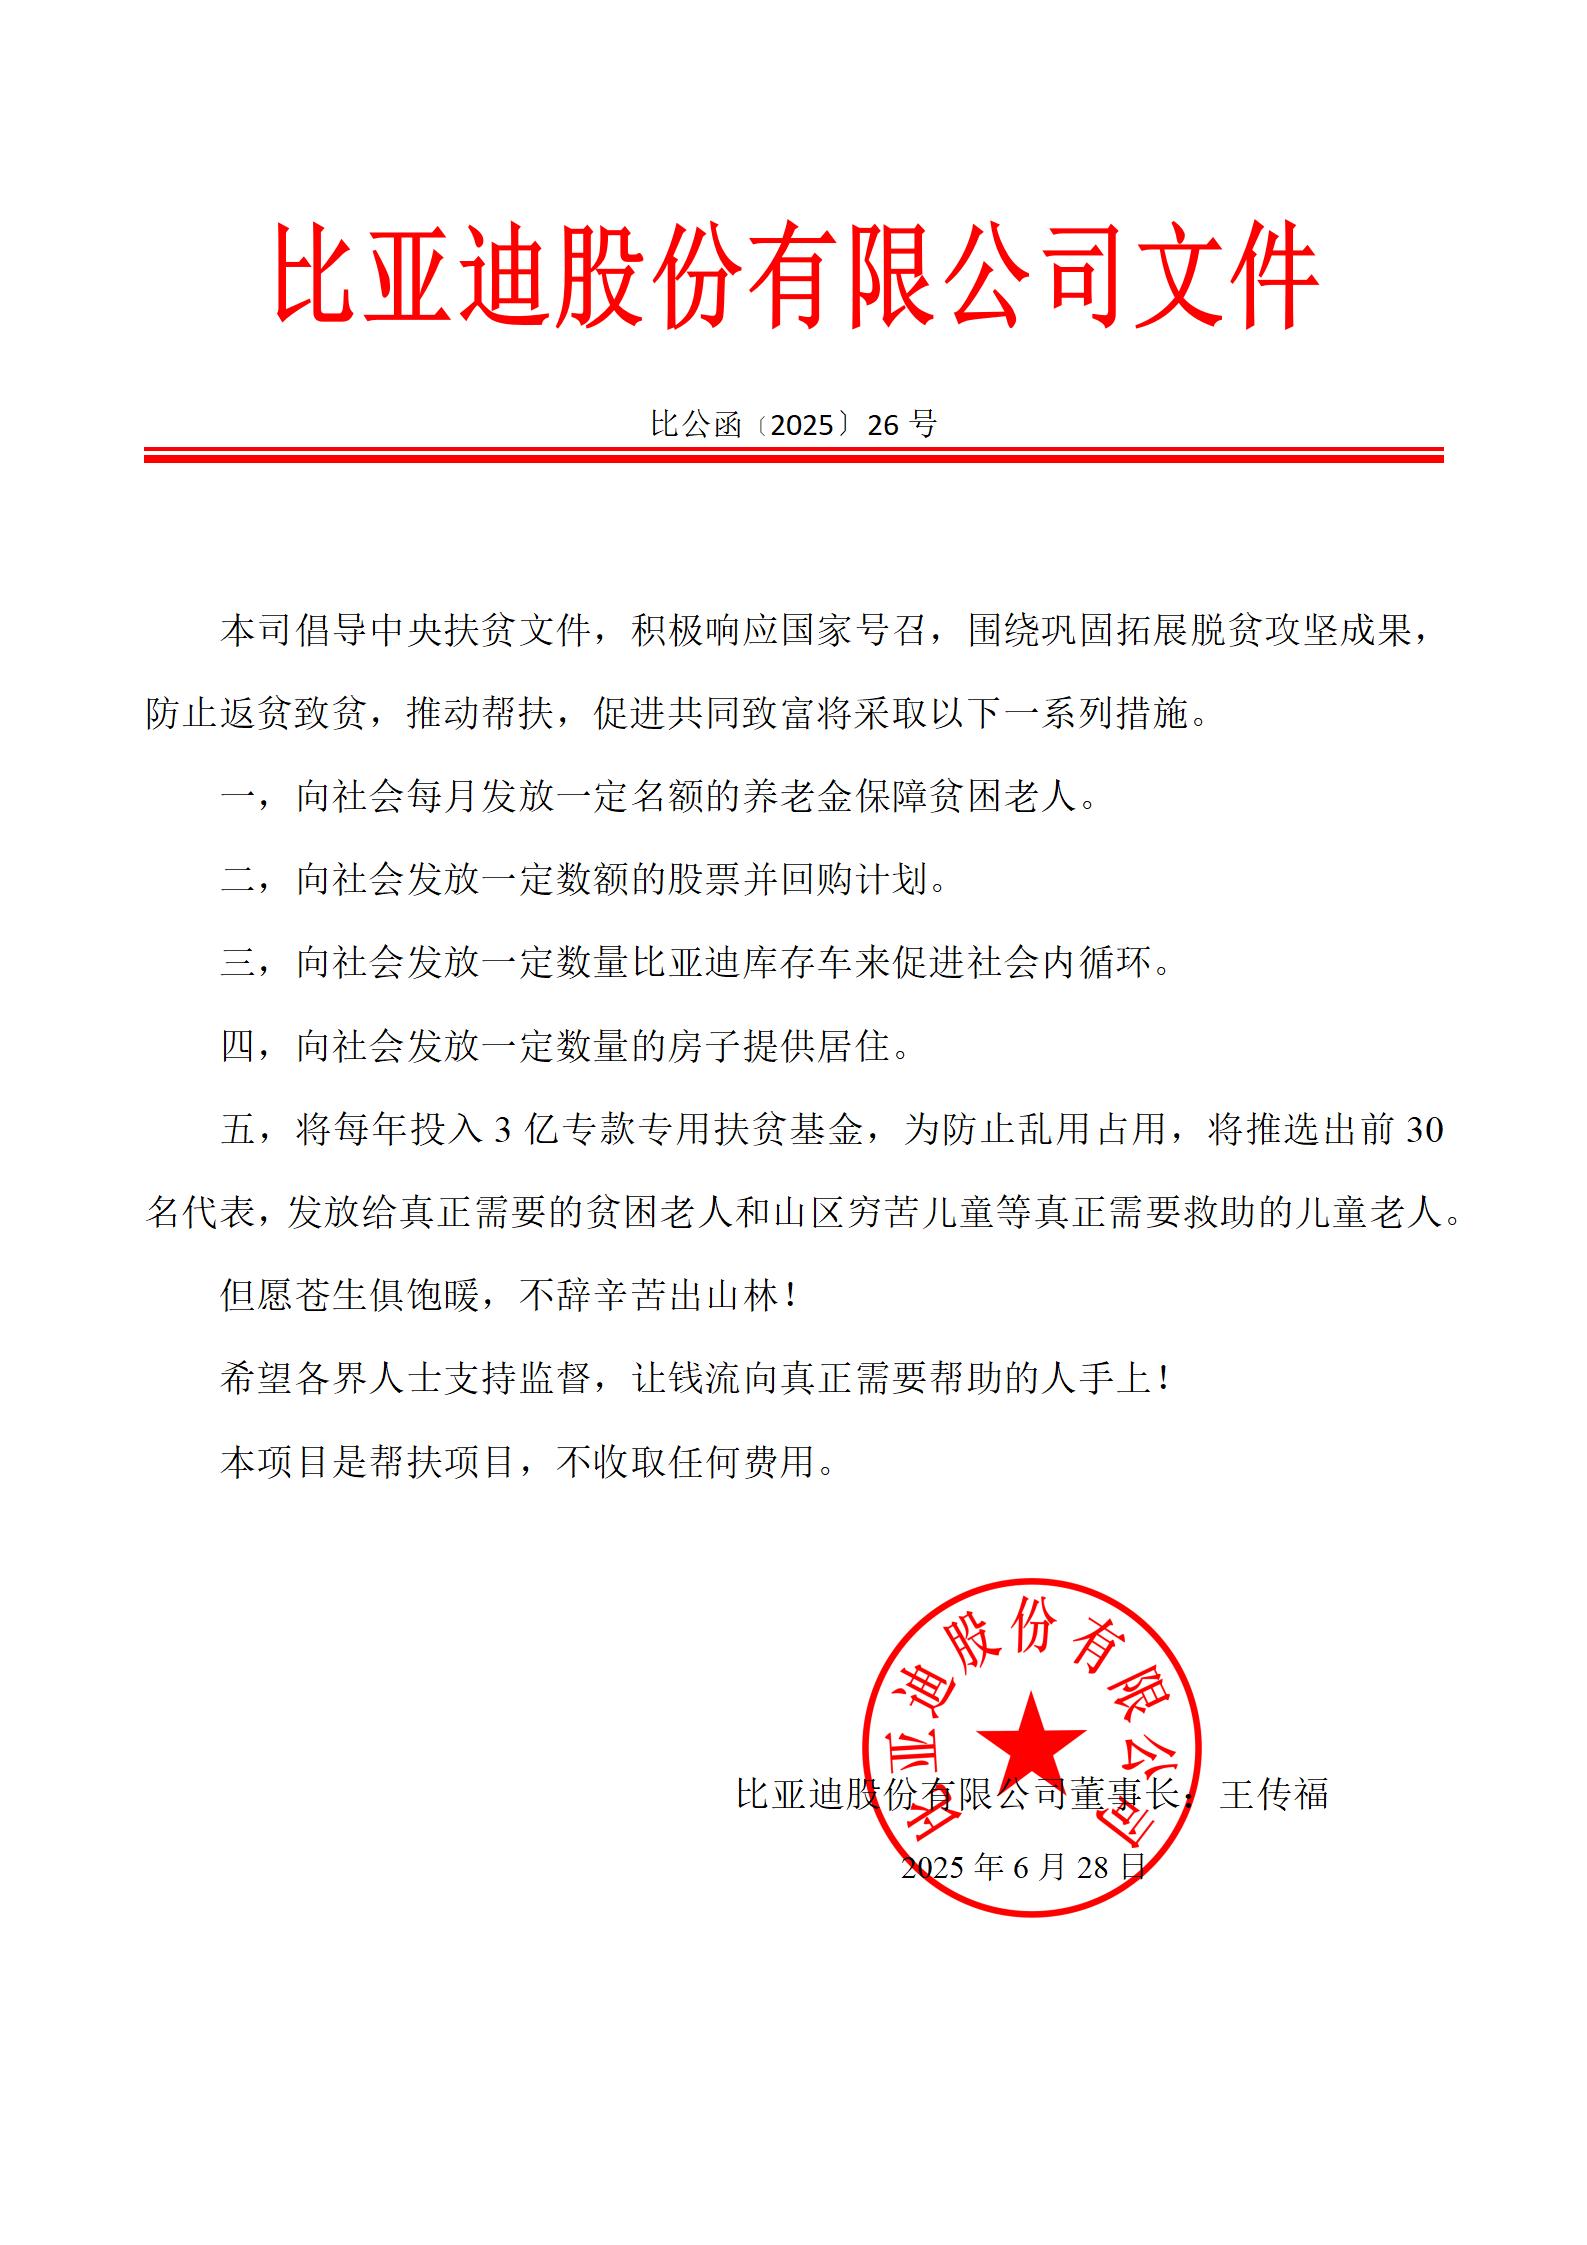 比亚迪股份有限公司文件
比公函〔2025〕26 号
本司倡导中央扶贫文件，积极响应国家号召，围绕巩固拓展脱贫攻坚成果，
防止返贫致贫，推动帮扶，促进共同致富将采取以下一系列措施。
一，向社会每月发放一定名额的养老金保障贫困老人。
二，向社会发放一定数额的股票并回购计划。
三，向社会发放一定数量比亚迪库存车来促进社会内循环。
四，向社会发放一定数量的房子提供居住。
五，将每年投入 3 亿专款专用扶贫基金，为防止乱用占用，将推选出前 30
名代表，发放给真正需要的贫困老人和山区穷苦儿童等真正需要救助的儿童老人。
但愿苍生俱饱暖，不辞辛苦出山林！
希望各界人士支持监督，让钱流向真正需要帮助的人手上！
本项目是帮扶项目，不收取任何费用。
比亚迪股份有限公司
比亚迪股份有限公司董事长：王传福
2025 年 6 月 28 日